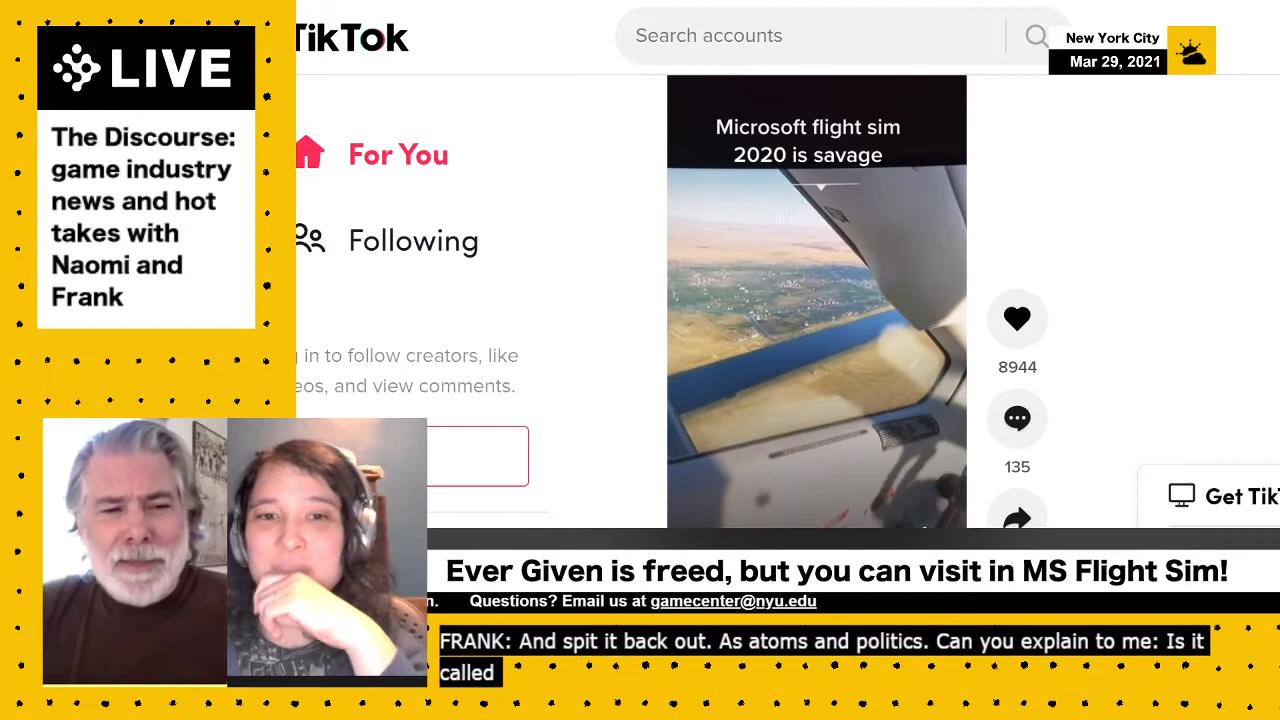 LIVE
The Discourse:
game industry
news and hot
takes with
Naomi and
Frank
TikTok
Search accounts
New York City
Mar 29, 2021
For You
Following
in to follow creators, like
and view comments.
Microsoft flight sim
2020 is savage
8944
135
Get
Ever Given is freed, but you can visit in MS Flight Sim!
Questions? Email us at gamecenter@nyu.edu
FRANK: And spit it back out. As atoms and politics. Can you explain to me: Is it
called